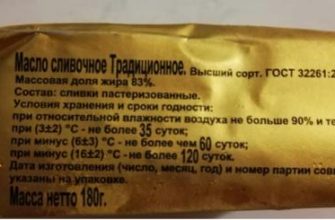 Масло сливочное Традиционное. Высший сорт. ГОСТ 32261:2
Массовая доля жира 83%.
Состав: сливки пастеризованные.
Условия хранения и сроки годности:
при относительной влажности воздуха не больше 90% и те
при (3±2) °С - не более 35 суток;
при минус (6±3) °С - не более чем 60 суток;
при минус (16±2) °С - не более 120 суток.
Дата изготовления (число, месяц, год) и номер партии сов
указаны на упаковке.
Масса нетто 180г.